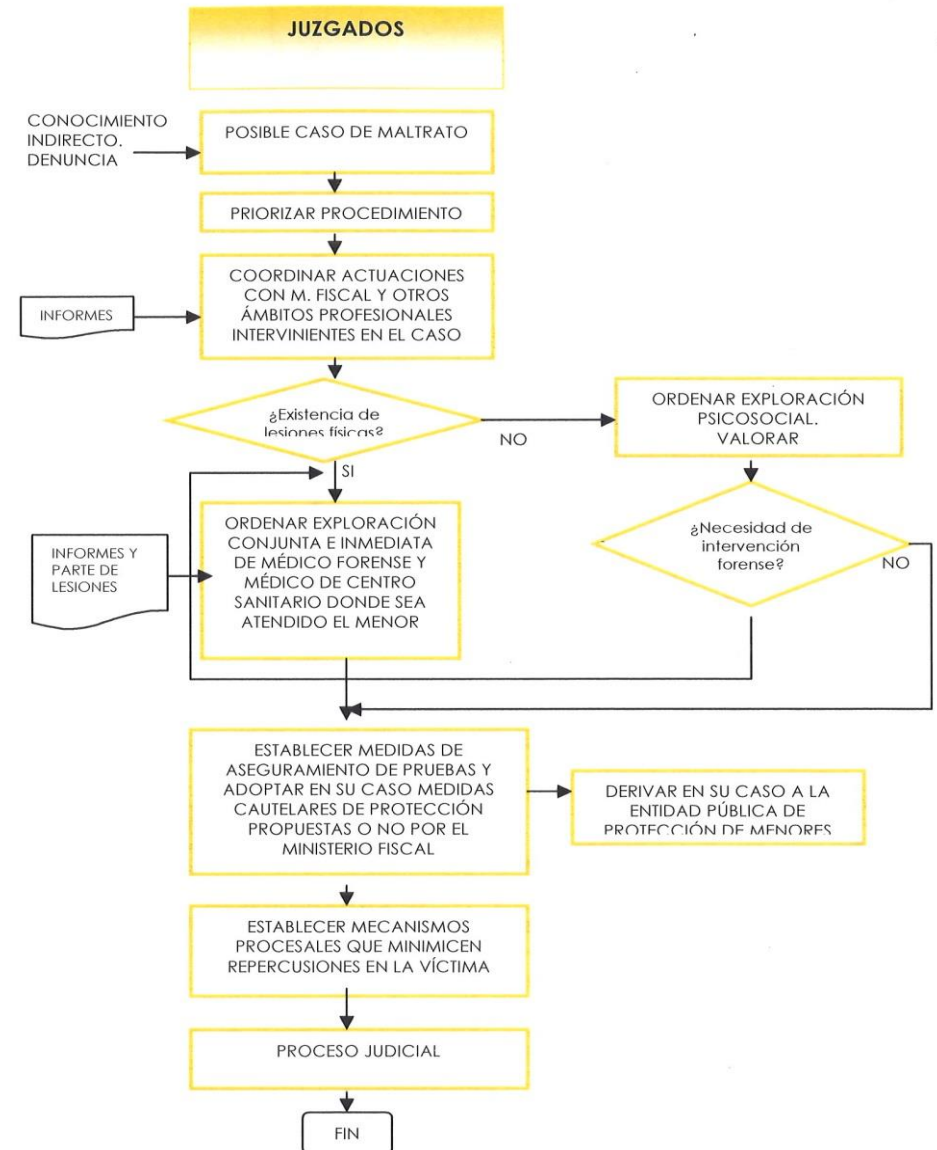 JUZGADOS
CONOCIMIENTO
INDIRECTO.
DENUNCIA
POSIBLE CASO DE MALTRATO
PRIORIZAR PROCEDIMIENTO
COORDINAR ACTUACIONES
CON M. FISCAL Y OTROS
ÁMBITOS PROFESIONALES
INTERVINIENTES EN EL CASO
INFORMES
¿Existencia de
lesiones físicas?
NO
SI
ORDENAR EXPLORACIÓN
PSICOSOCIAL.
VALORAR
¿Necesidad de
intervención
forense?
NO
INFORMES Y
PARTE DE
LESIONES
ORDENAR EXPLORACIÓN
CONJUNTA E INMEDIATA
DE MÉDICO FORENSE Y
MÉDICO DE CENTRO
SANITARIO DONDE SEA
ATENDIDO EL MENOR
ESTABLECER MEDIDAS DE
ASEGURAMIENTO DE PRUEBAS Y
ADOPTAR EN SU CASO MEDIDAS
CAUTELARES DE PROTECCIÓN
PROPUESTAS O NO POR EL
MINISTERIO FISCAL
DERIVAR EN SU CASO A LA
ENTIDAD PÚBLICA DE
PROTECCIÓN DE MENORES
ESTABLECER MECANISMOS
PROCESALES QUE MINIMICEN
REPERCUSIONES EN LA VÍCTIMA
PROCESO JUDICIAL
FIN